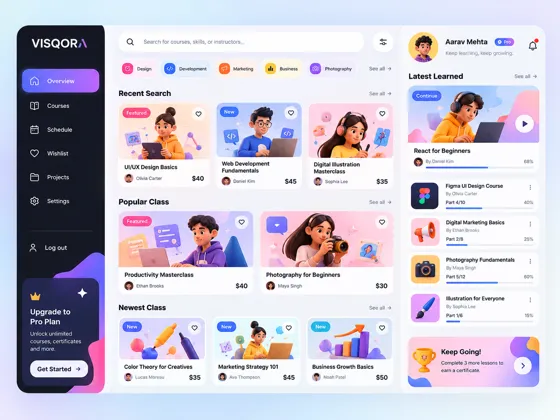 VISQORA
Overview
Courses
Schedule
Wishlist
Projects
Settings
Log out
Upgrade to
Pro Plan
Unlock unlimited
courses, certificates
and more.
Get Started →
Search for courses, skills, or instructors...
Design
Development
Marketing
Business
Photography
See all →
Recent Search
Featured
UI/UX Design Basics
Olivia Carter
$40
New
Web Development
Fundamentals
Daniel Kim
$45
Digital Illustration
Masterclass
Sophia Lee
$35
Popular Class
See all →
Featured
Productivity Masterclass
Ethan Brooks
$40
Photography for Beginners
Maya Singh
$30
Newest Class
See all →
New
Color Theory for Creatives
Lucas Moreau
$35
New
Marketing Strategy 101
Ava Thompson
$45
New
Business Growth Basics
Noah Patel
$50
Aarav Mehta
Pro
Keep learning, keep growing.
Latest Learned
See all →
Continue
React for Beginners
By Daniel Kim
68%
Figma UI Design Course
By Olivia Carter
Part 4/10
40%
Digital Marketing Basics
By Ethan Brooks
Part 2/8
25%
Photography Fundamentals
By Maya Singh
Part 5/12
60%
Illustration for Everyone
By Sophia Lee
Part 1/6
15%
Keep Going!
Complete 3 more lessons to
earn a certificate.